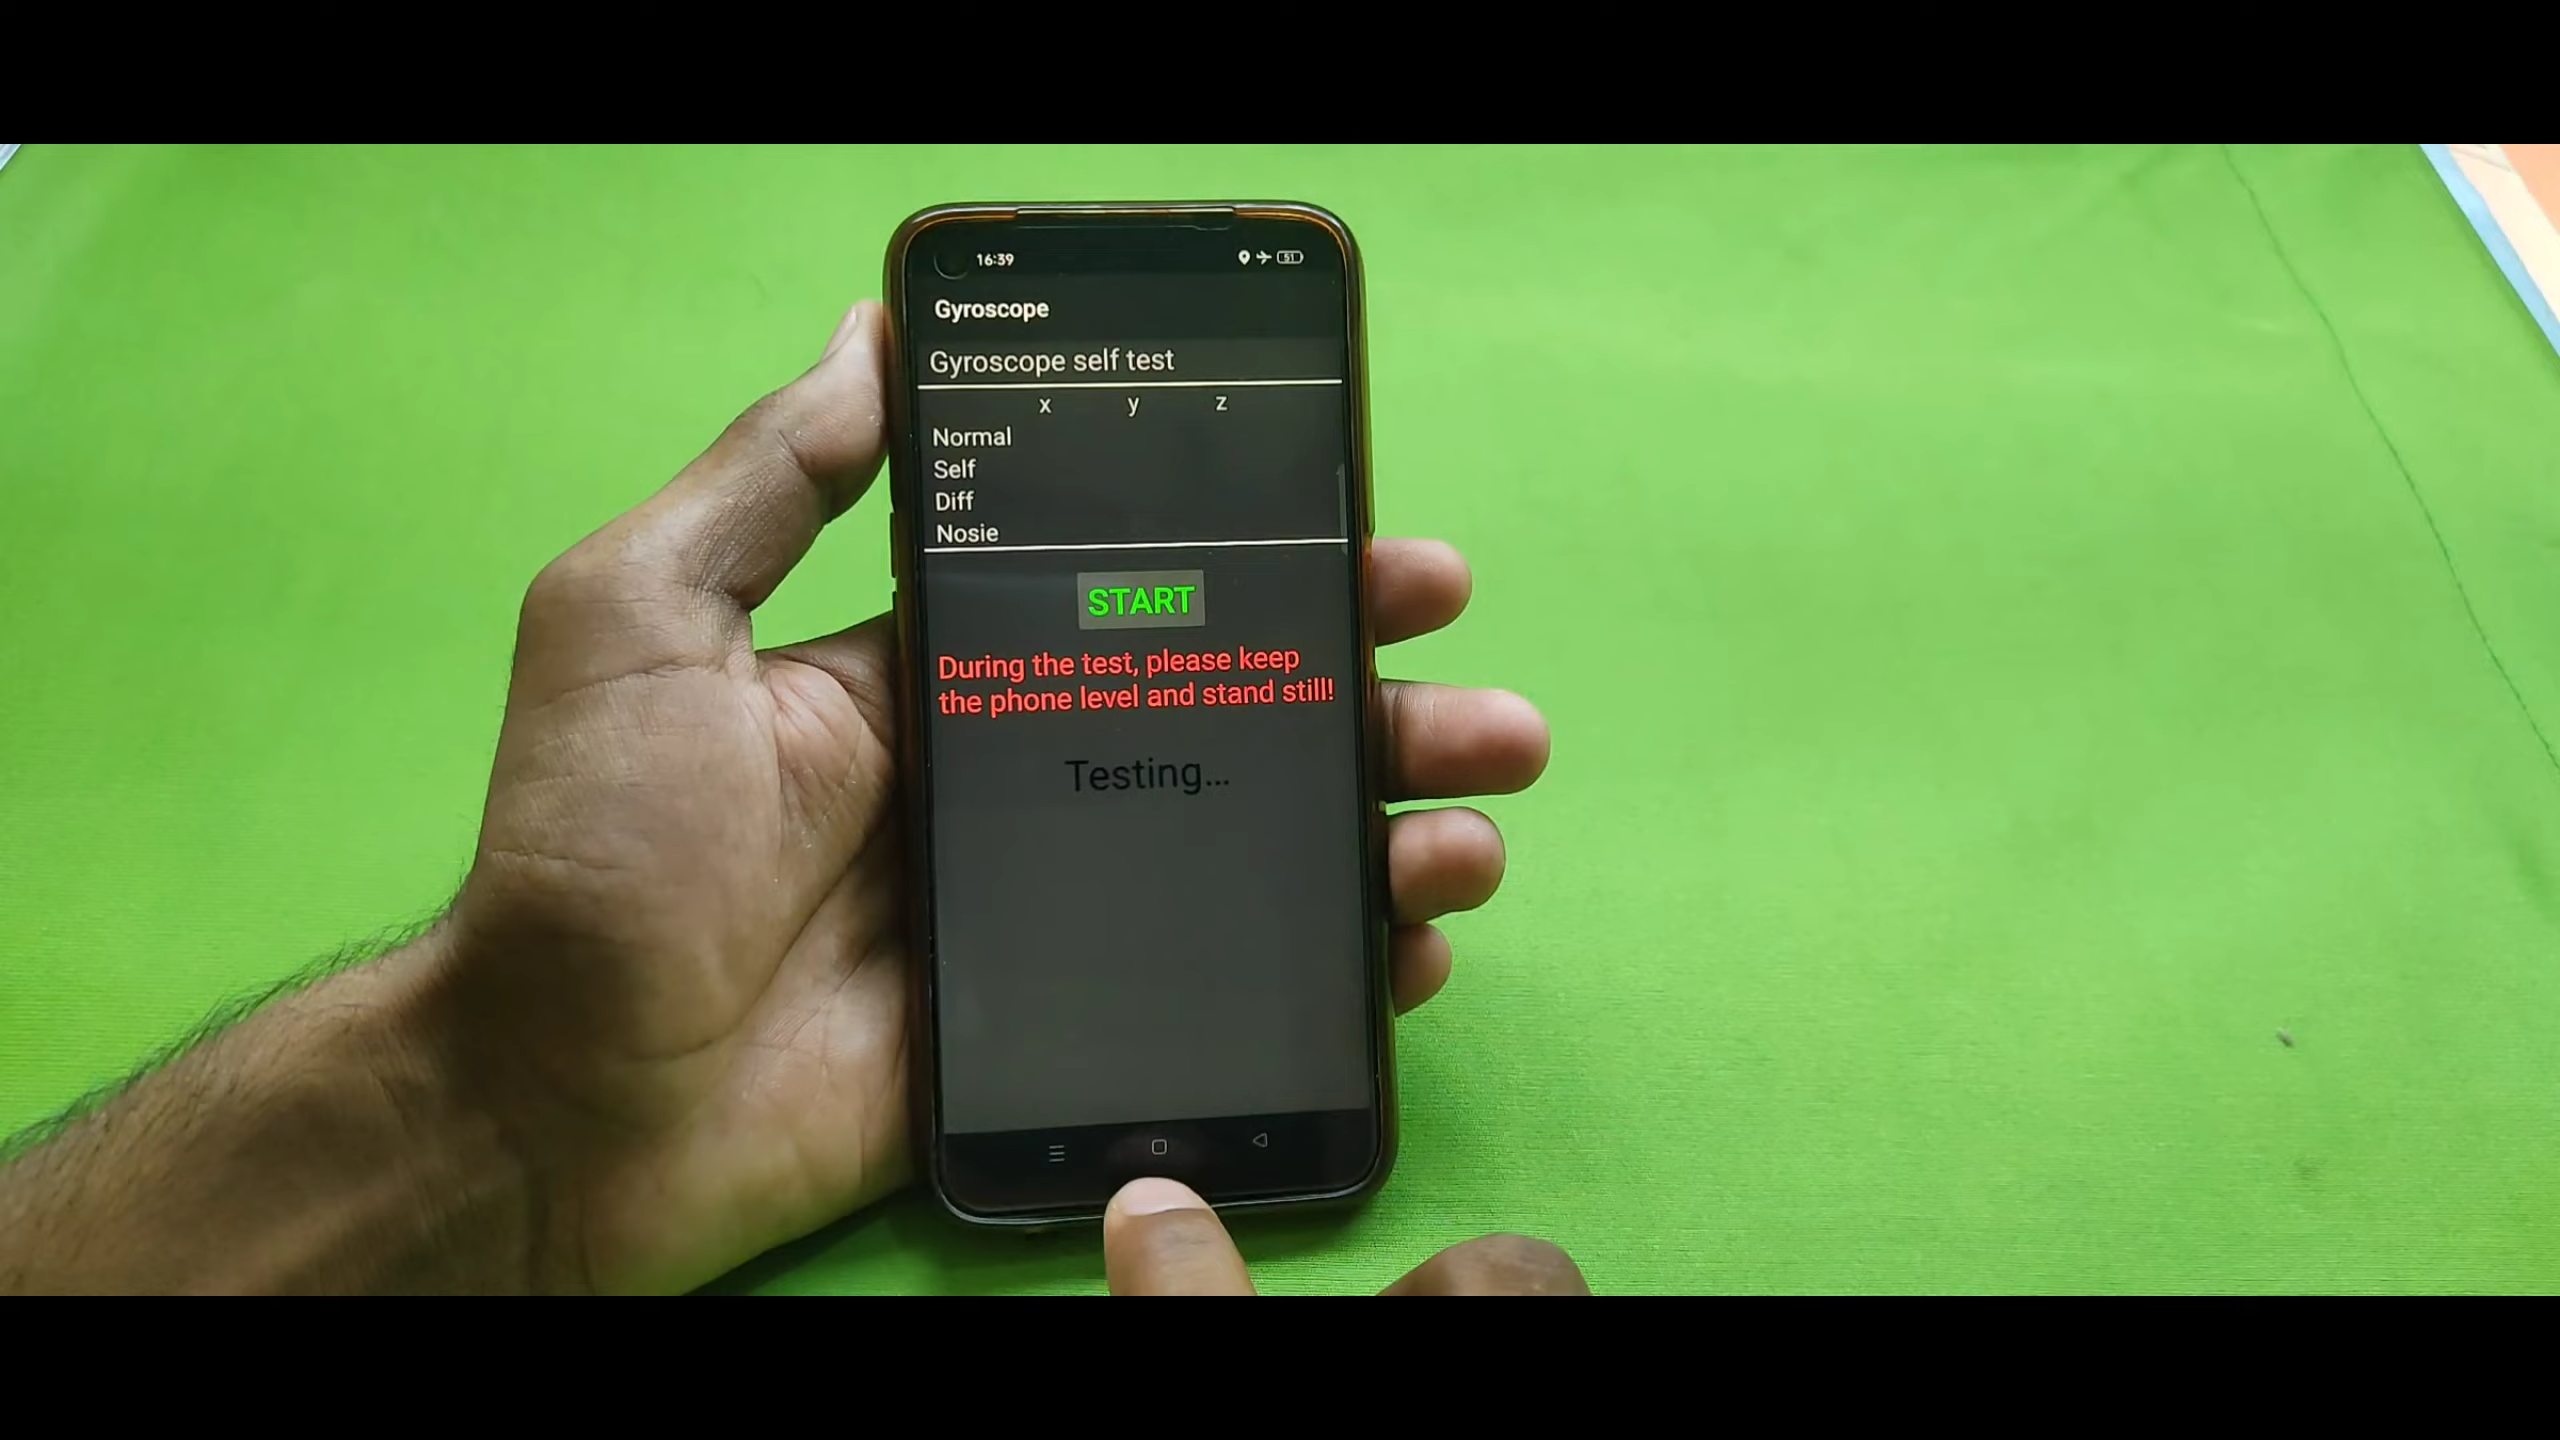 16:39
51
Gyroscope
Gyroscope self test
x y z
Normal
Self
Diff
Nosie
START
During the test, please keep
the phone level and stand still!
Testing...